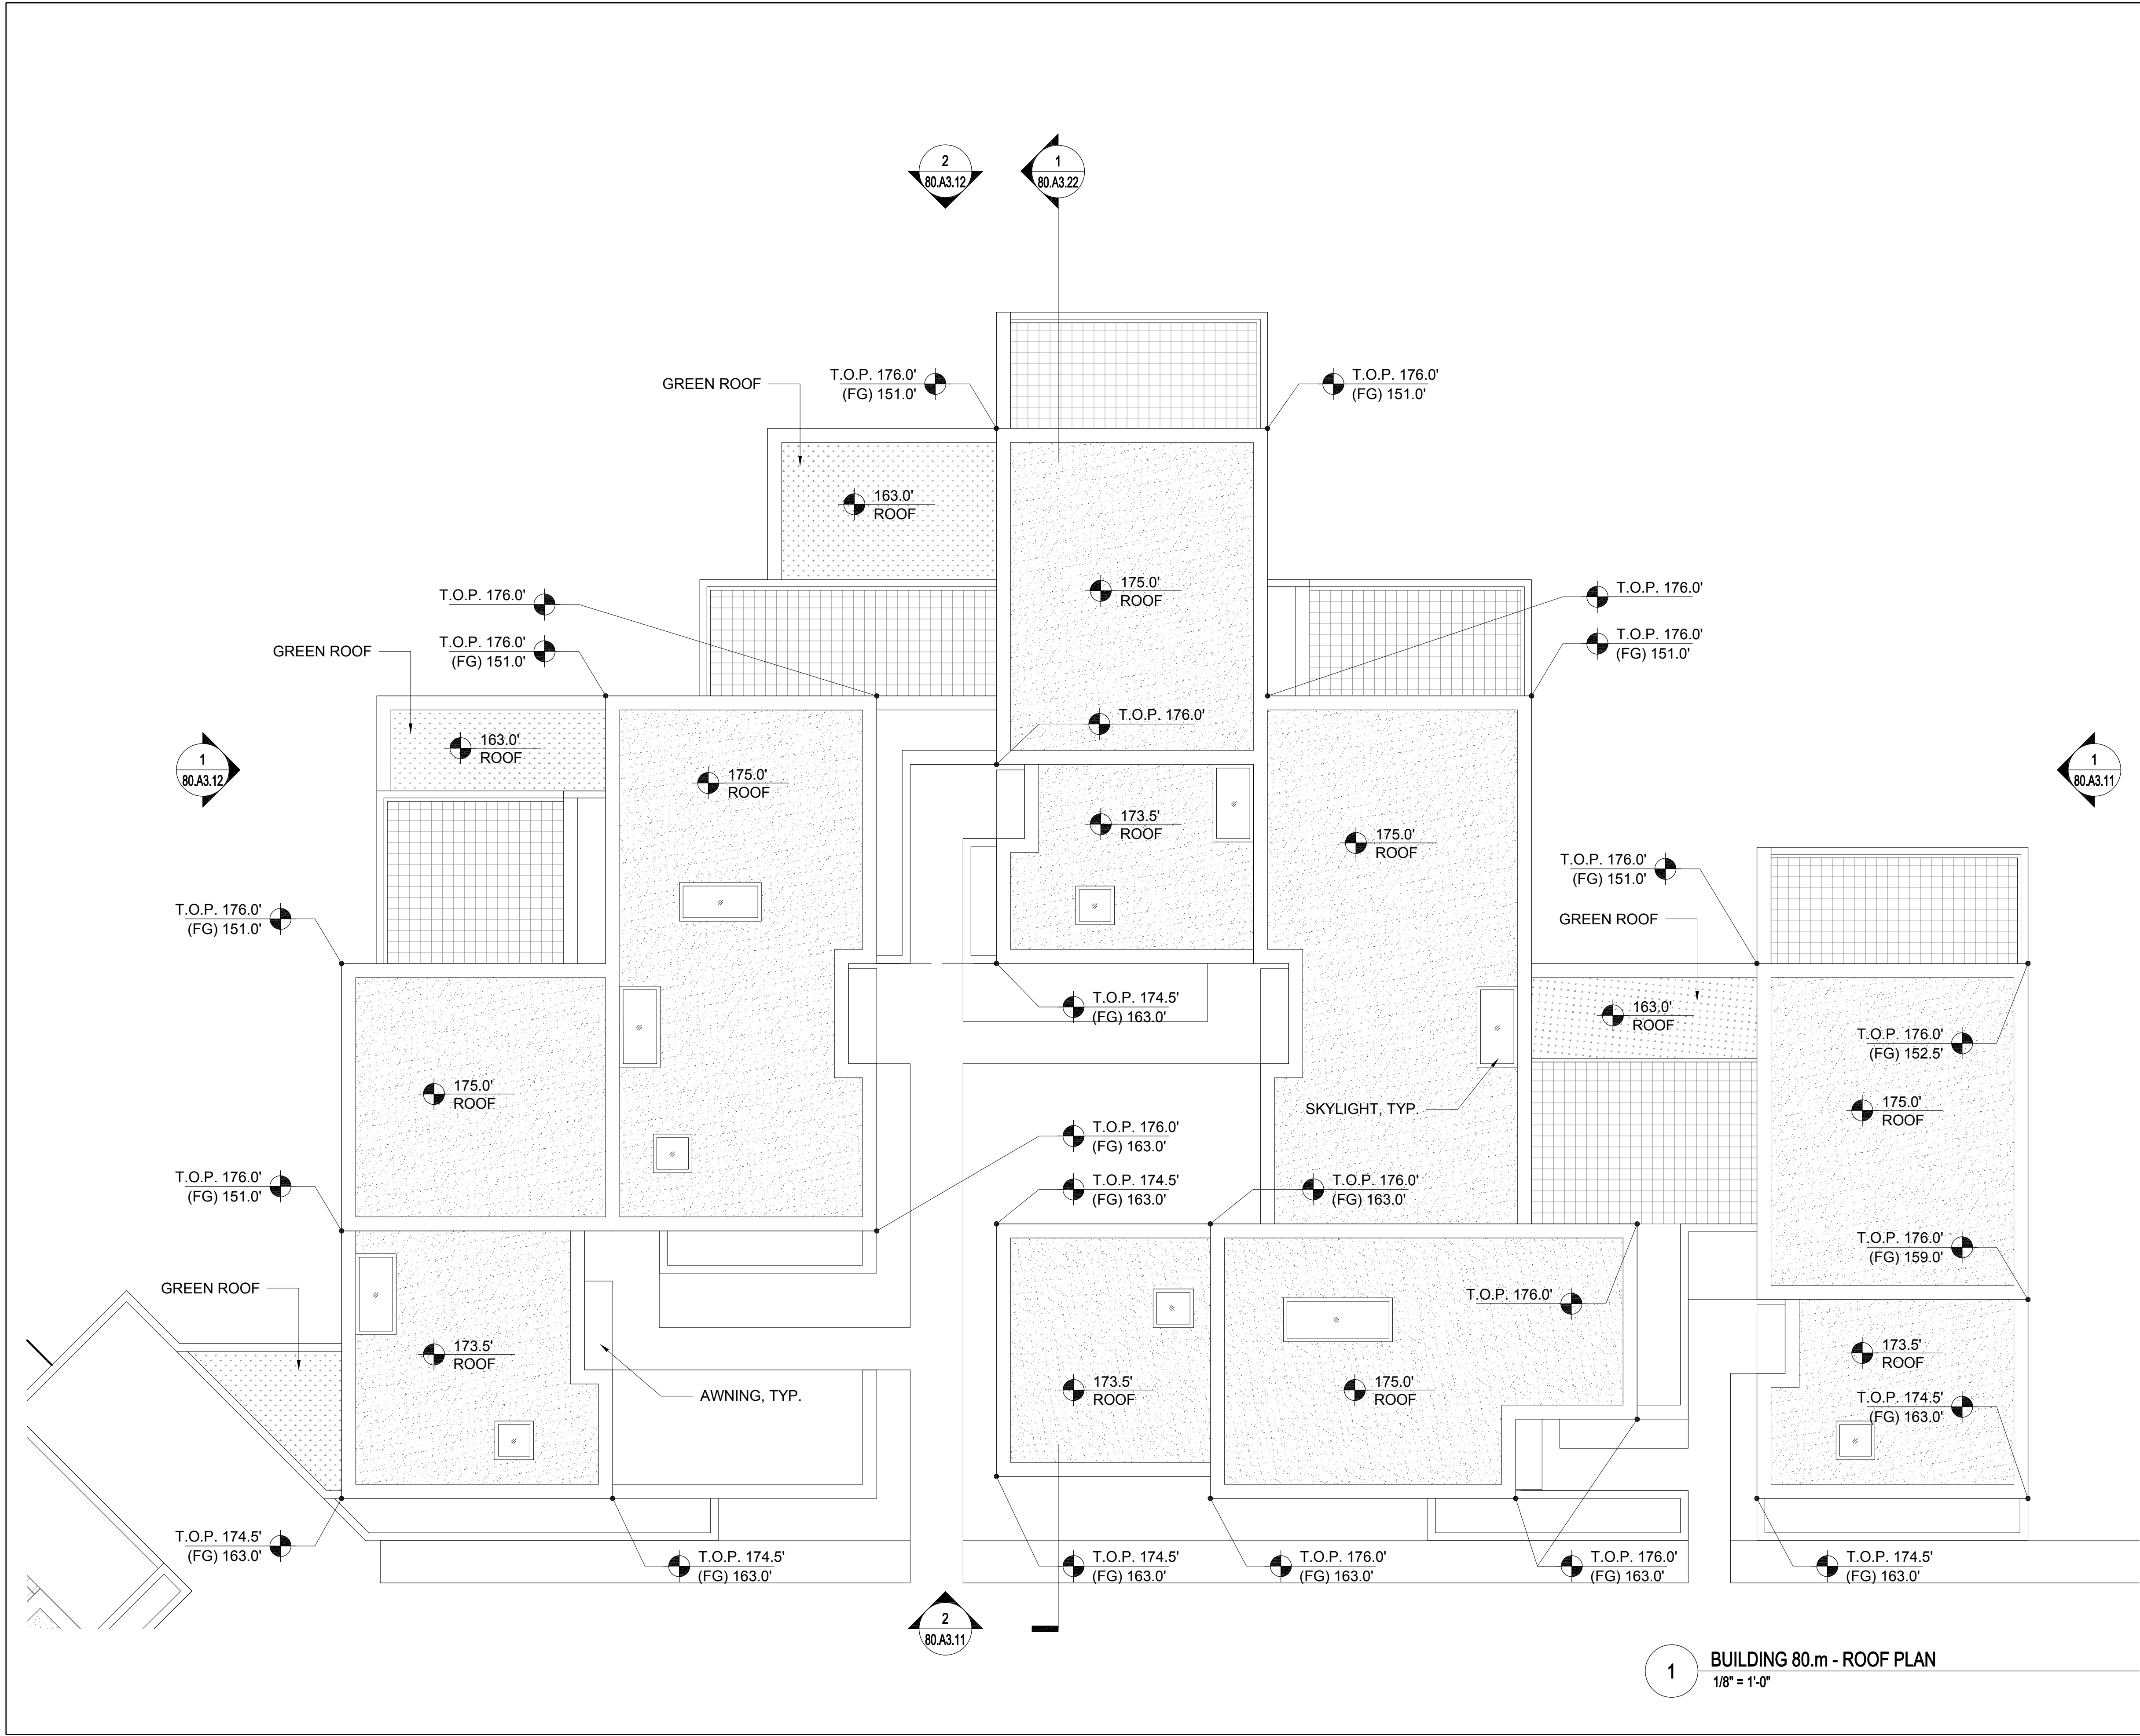 2
80.A3.12
1
80.A3.22
GREEN ROOF
T.O.P. 176.0'
(FG) 151.0'
T.O.P. 176.0'
(FG) 151.0'
163.0'
ROOF
175.0'
ROOF
T.O.P. 176.0'
T.O.P. 176.0'
GREEN ROOF
T.O.P. 176.0'
(FG) 151.0'
T.O.P. 176.0'
(FG) 151.0'
T.O.P. 176.0'
1
80.A3.12
163.0'
ROOF
175.0'
ROOF
1
80.A3.11
173.5'
ROOF
175.0'
ROOF
T.O.P. 176.0'
(FG) 151.0'
T.O.P. 176.0'
(FG) 151.0'
GREEN ROOF
T.O.P. 174.5'
(FG) 163.0'
163.0'
ROOF
T.O.P. 176.0'
(FG) 152.5'
175.0'
ROOF
SKYLIGHT, TYP.
175.0'
ROOF
T.O.P. 176.0'
(FG) 163.0'
T.O.P. 176.0'
(FG) 151.0'
T.O.P. 174.5'
(FG) 163.0'
T.O.P. 176.0'
(FG) 163.0'
T.O.P. 176.0'
(FG) 159.0'
GREEN ROOF
T.O.P. 176.0'
173.5'
ROOF
173.5'
ROOF
AWNING, TYP.
173.5'
ROOF
175.0'
ROOF
T.O.P. 174.5'
(FG) 163.0'
T.O.P. 174.5'
(FG) 163.0'
T.O.P. 174.5'
(FG) 163.0'
T.O.P. 174.5'
(FG) 163.0'
T.O.P. 176.0'
(FG) 163.0'
T.O.P. 176.0'
(FG) 163.0'
T.O.P. 174.5'
(FG) 163.0'
2
80.A3.11
1
BUILDING 80.m - ROOF PLAN
1/8" = 1'-0"